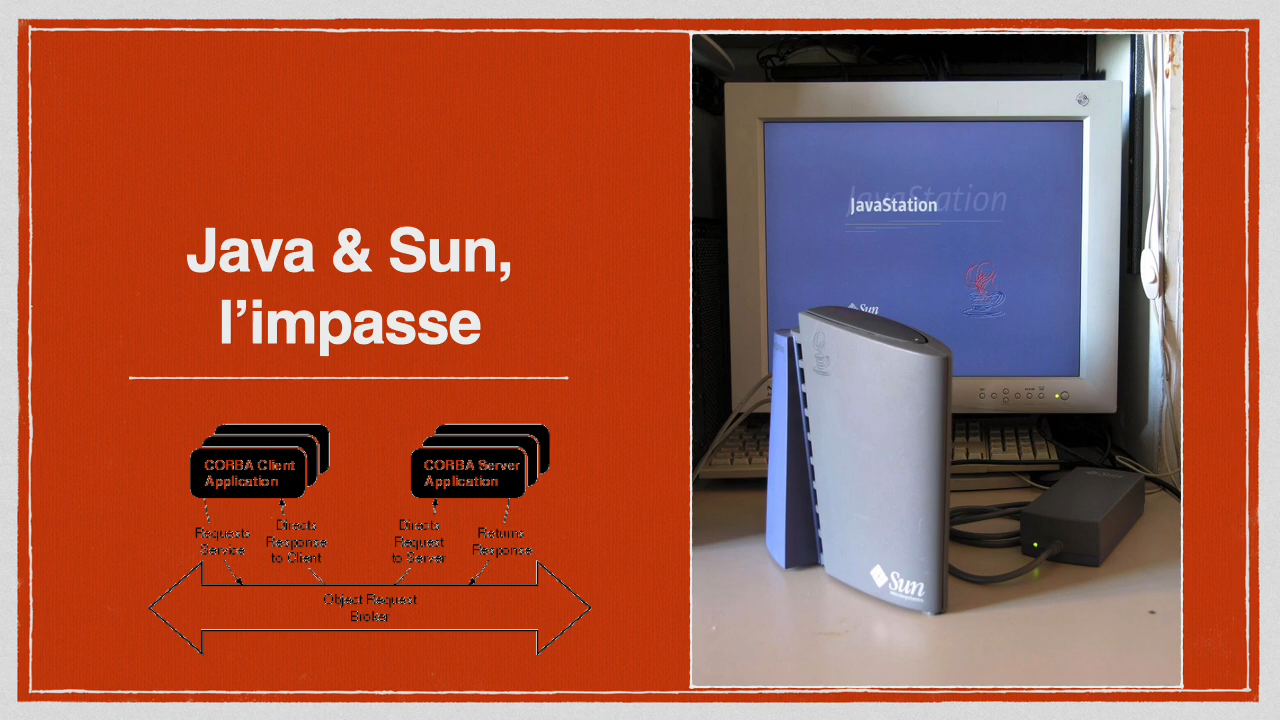 Java & Sun,
l’impasse
CORBA Client
Application
CORBA Server
Application
Requests
Service
Directs
Response
to Client
Directs
Request
to Server
Returns
Response
Object Request
Broker
JavaStation
JavaStation
Sun
Sun